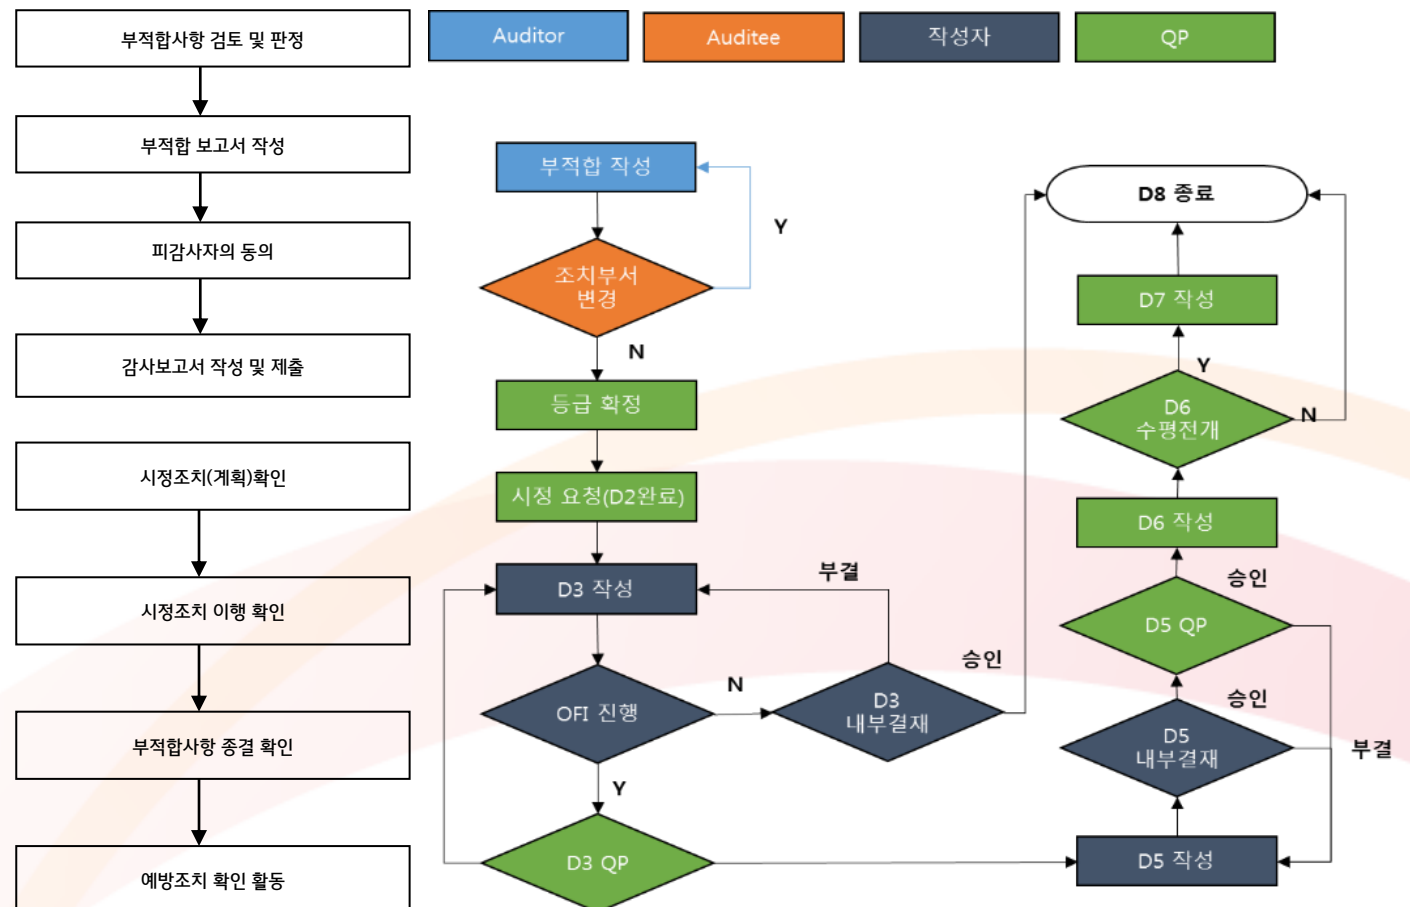 부적합사항 검토 및 판정
부적합 보고서 작성
피감사자의 동의
감사보고서 작성 및 제출
시정조치(계획)확인
시정조치 이행 확인
부적합사항 종결 확인
예방조치 확인 활동
Auditor
Auditee
작성자
QP
부적합 작성
Y
조치부서
변경
N
등급 확정
시정 요청(D2완료)
D3 작성
부결
OFI 진행
N
D3
내부결재
승인
Y
D3 QP
D8 종료
D7 작성
Y
D6
수평전개
N
D6 작성
승인
D5 QP
승인
D5
내부결재
부결
D5 작성